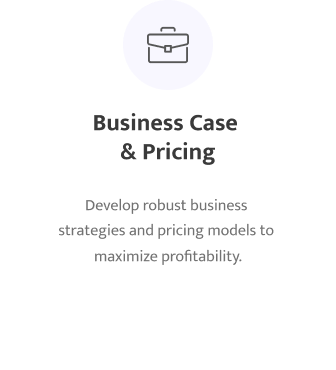 Business Case
& Pricing
Develop robust business
strategies and pricing models to
maximize profitability.